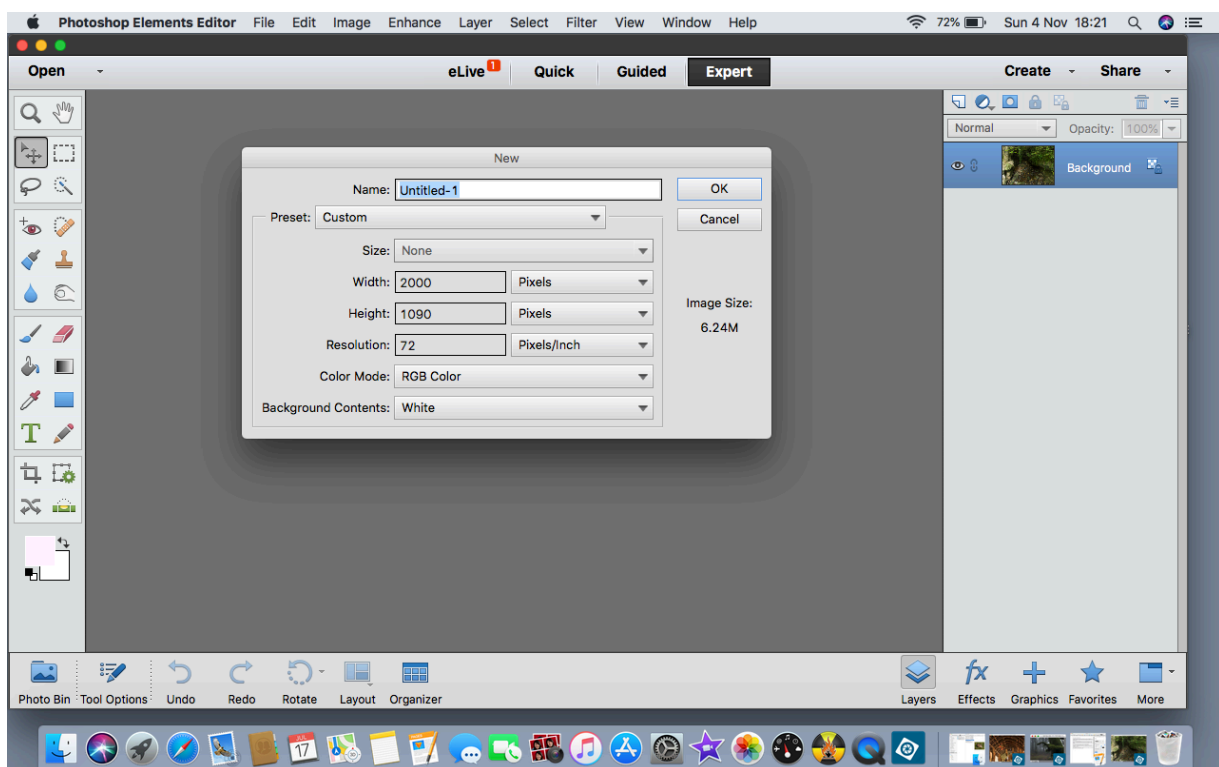 Photoshop Elements Editor File Edit Image Enhance Layer Select Filter View Window Help 72% Sun 4 Nov 18:21
Open eLive 1 Quick Guided Expert Create Share
Normal Opacity: 100%
Background
New
Name: Untitled-1 OK
Preset: Custom Cancel
Size: None
Width: 2000 Pixels
Height: 1090 Pixels
Image Size:
6.24M
Resolution: 72 Pixels/Inch
Color Mode: RGB Color
Background Contents: White
T
fx
Photo Bin Tool Options Undo Redo Rotate Layout Organizer Layers Effects Graphics Favorites More
JUL
17